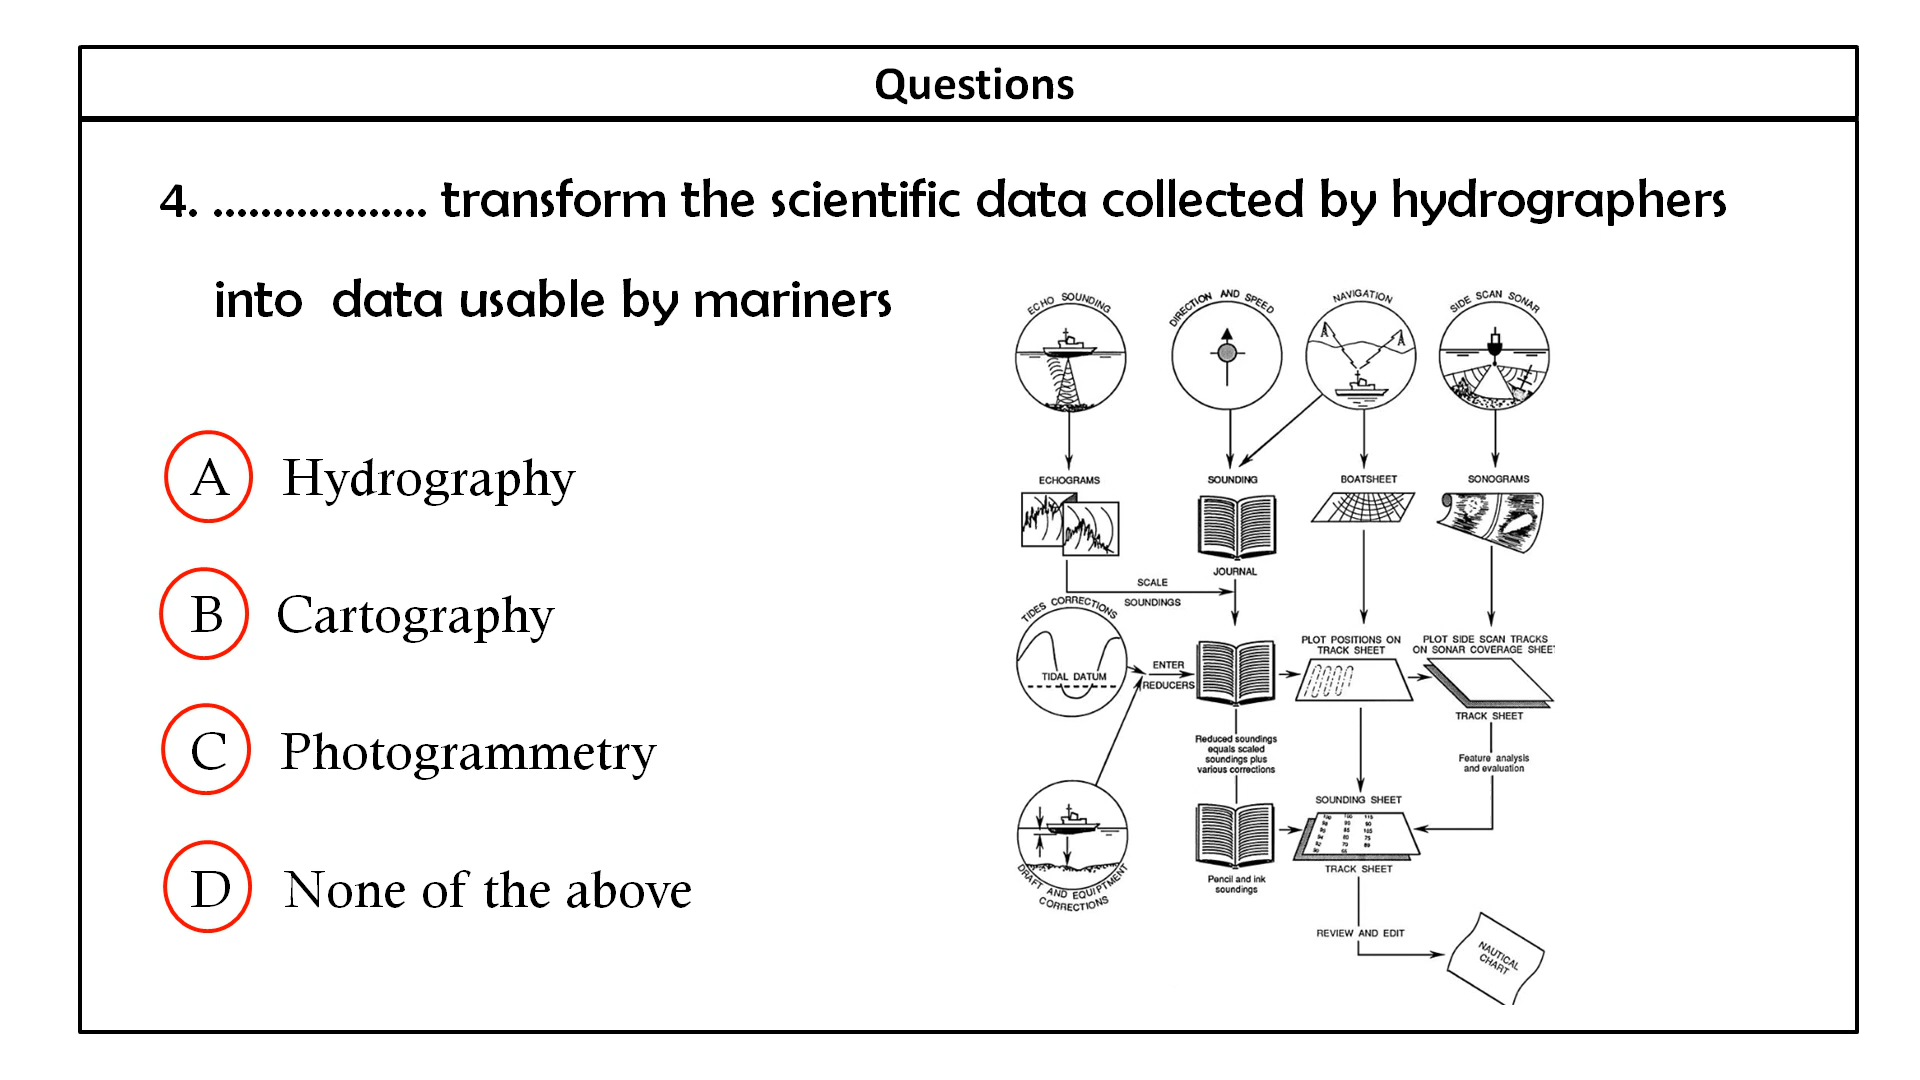 Questions
4. .................. transform the scientific data collected by hydrographers
into data usable by mariners
A Hydrography
B Cartography
C Photogrammetry
D None of the above
ECHO SOUNDING
DIRECTION AND SPEED
NAVIGATION
SIDE SCAN SONAR
ECHOGRAMS
SOUNDING
BOATSHEET
SONOGRAMS
JOURNAL
SCALE
SOUNDINGS
TIDES CORRECTIONS
TIDAL DATUM
ENTER
REDUCERS
PLOT POSITIONS ON
TRACK SHEET
PLOT SIDE SCAN TRACKS
ON SONAR COVERAGE SHEET
TRACK SHEET
Reduced soundings
equals scaled
soundings plus
various corrections
Feature analysis
and evaluation
SOUNDING SHEET
TRACK SHEET
Pencil and ink
soundings
DRAFT AND EQUIPTMENT
CORRECTIONS
REVIEW AND EDIT
NAUTICAL
CHART